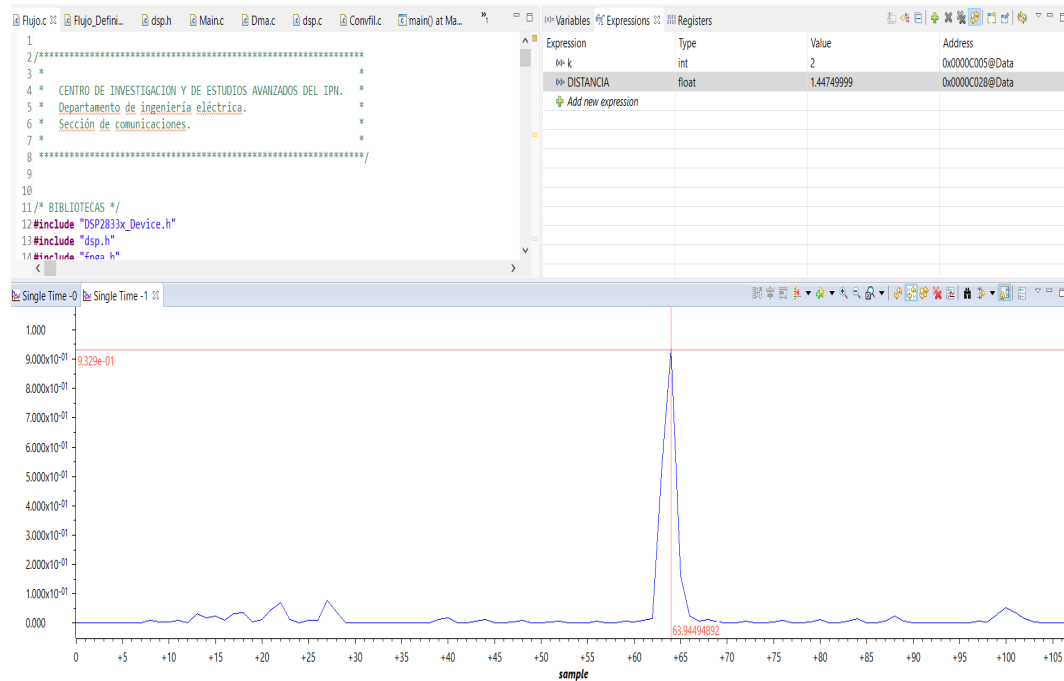 Flujo.c Flujo_Defini... dsp.h Main.c Dma.c dsp.c Convfil.c main() at Ma... »1
1
2 /****************************************************************
3 * *
4 * CENTRO DE INVESTIGACION Y DE ESTUDIOS AVANZADOS DEL IPN. *
5 * Departamento de ingeniería eléctrica. *
6 * Sección de comunicaciones. *
7 * *
8 ****************************************************************/
9
10
11 /* BIBLIOTECAS */
12 #include "DSP2833x_Device.h"
13 #include "dsp.h"
14 #include "fpga.h"
(x)= Variables Expressions Registers
Expression Type Value Address
(x)= k int 2 0x0000C005@Data
(x)= DISTANCIA float 1.44749999 0x0000C028@Data
Add new expression
Single Time -0 Single Time -1
1.000
9.000x10-01
9.329e-01
8.000x10-01
7.000x10-01
6.000x10-01
5.000x10-01
4.000x10-01
3.000x10-01
2.000x10-01
1.000x10-01
0.000
63.94494892
0 +5 +10 +15 +20 +25 +30 +35 +40 +45 +50 +55 +60 +65 +70 +75 +80 +85 +90 +95 +100 +105
sample